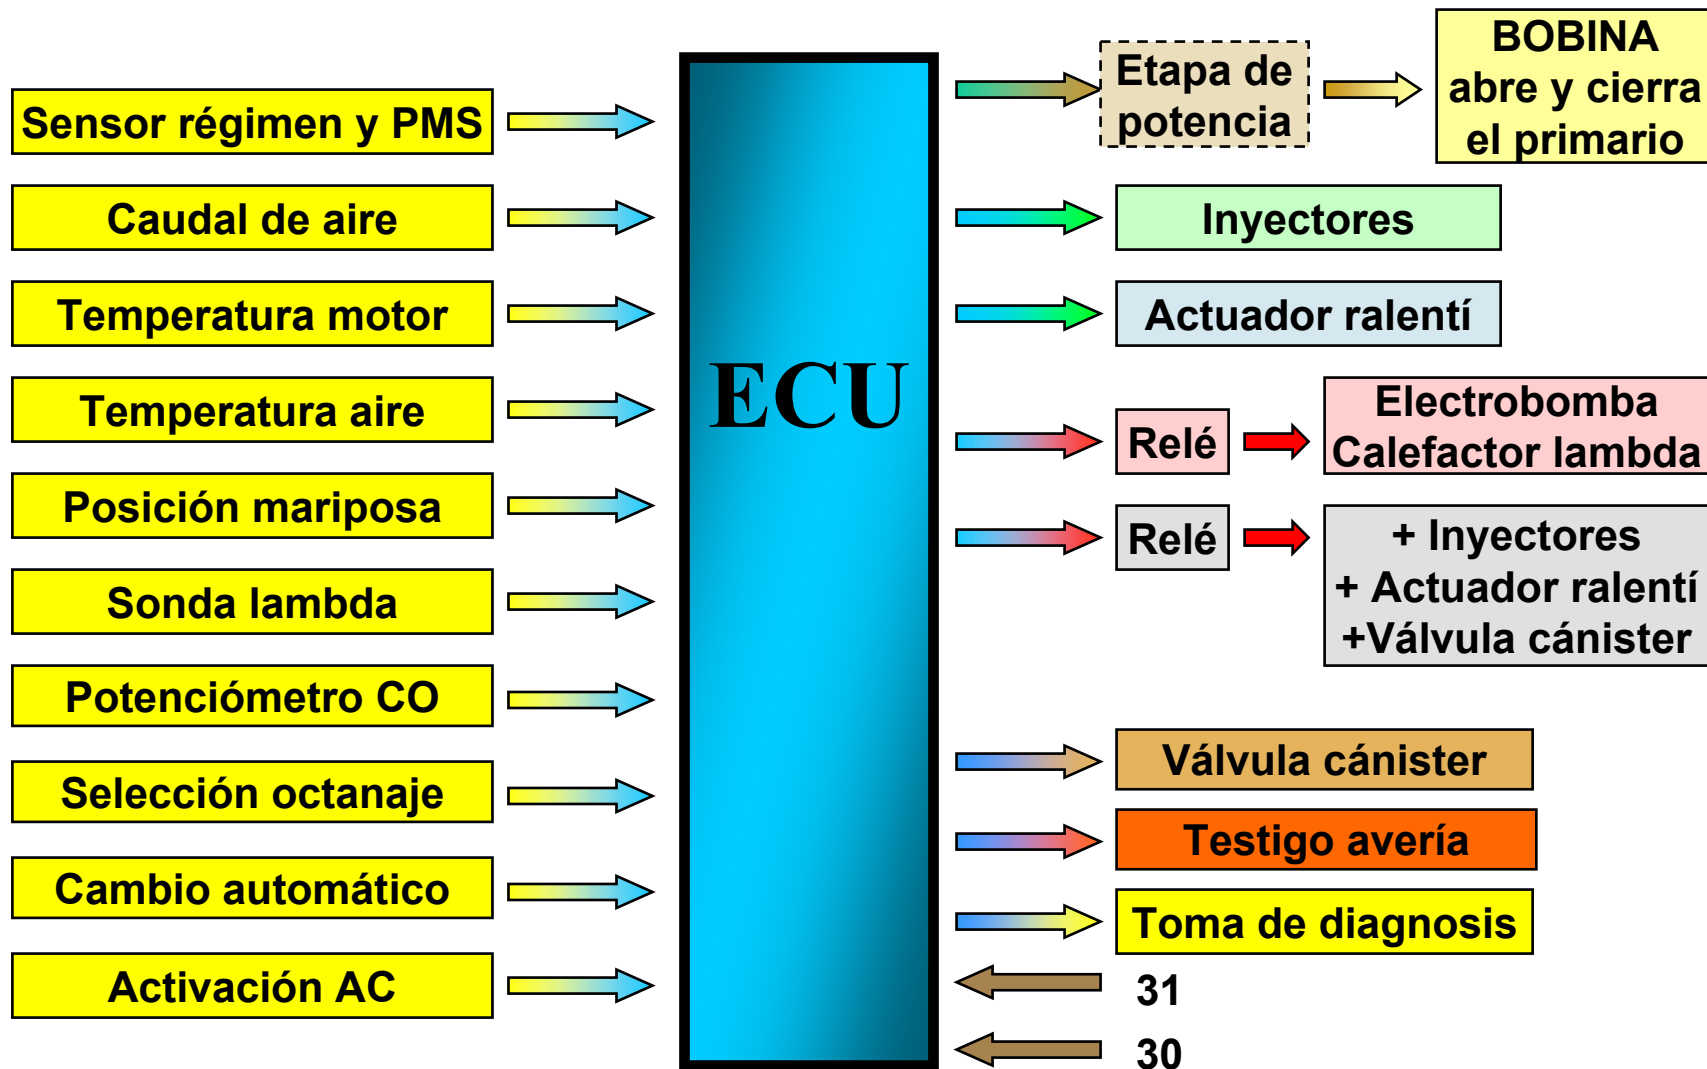 Sensor régimen y PMS
Caudal de aire
Temperatura motor
Temperatura aire
Posición mariposa
Sonda lambda
Potenciómetro CO
Selección octanaje
Cambio automático
Activación AC
ECU
Etapa de
potencia
BOBINA
abre y cierra
el primario
Inyectores
Actuador ralentí
Relé
Electrobomba
Calefactor lambda
Relé
+ Inyectores
+ Actuador ralentí
+Válvula cánister
Válvula cánister
Testigo avería
Toma de diagnosis
31
30